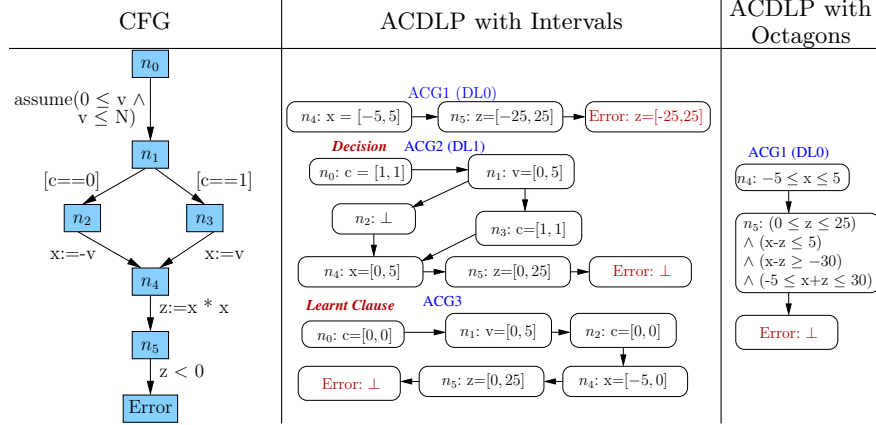 CFG
n0
assume(0 ≤ v ∧
v ≤ N)
n1
[c==0]
[c==1]
n2
n3
x:=-v
x:=v
n4
z:=x * x
n5
z < 0
Error
ACDLP with Intervals
ACG1 (DL0)
n4: x = [−5, 5]
n5: z=[−25, 25]
Error: z=[-25,25]
Decision
ACG2 (DL1)
n0: c = [1, 1]
n1: v=[0, 5]
n2: ⊥
n3: c=[1, 1]
n4: x=[0, 5]
n5: z=[0, 25]
Error: ⊥
Learnt Clause
ACG3
n0: c=[0, 0]
n1: v=[0, 5]
n2: c=[0, 0]
Error: ⊥
n5: z=[0, 25]
n4: x=[−5, 0]
ACDLP with
Octagons
ACG1 (DL0)
n4: −5 ≤ x ≤ 5
n5: (0 ≤ z ≤ 25)
∧ (x-z ≤ 5)
∧ (x-z ≥ −30)
∧ (-5 ≤ x+z ≤ 30)
Error: ⊥